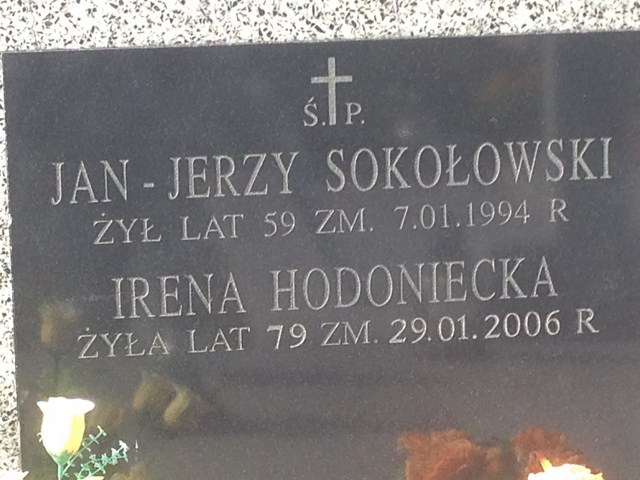 Ś. P.
JAN - JERZY SOKOŁOWSKI
ŻYŁ LAT 59 ZM. 7.01.1994 R
IRENA HODONIECKA
ŻYŁA LAT 79 ZM. 29.01.2006 R